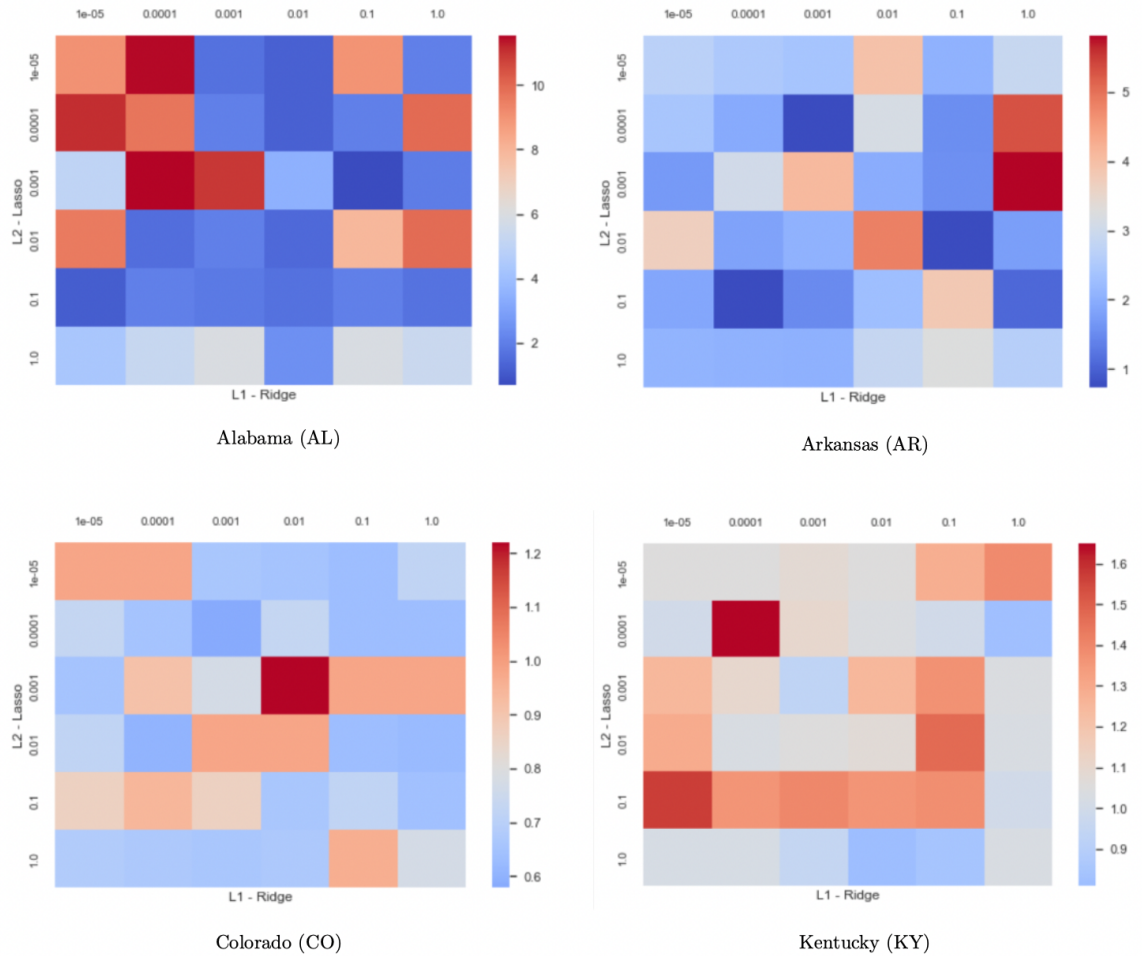 1e-05 0.0001 0.001 0.01 0.1 1.0
L2 - Lasso
1e-05
0.0001
0.001
0.01
0.1
1.0
L1 - Ridge
10
8
6
4
2
Alabama (AL)
1e-05 0.0001 0.001 0.01 0.1 1.0
L2 - Lasso
1e-05
0.0001
0.001
0.01
0.1
1.0
L1 - Ridge
5
4
3
2
1
Arkansas (AR)
1e-05 0.0001 0.001 0.01 0.1 1.0
L2 - Lasso
1e-05
0.0001
0.001
0.01
0.1
1.0
L1 - Ridge
1.2
1.1
1.0
0.9
0.8
0.7
0.6
Colorado (CO)
1e-05 0.0001 0.001 0.01 0.1 1.0
L2 - Lasso
1e-05
0.0001
0.001
0.01
0.1
1.0
L1 - Ridge
1.6
1.5
1.4
1.3
1.2
1.1
1.0
0.9
Kentucky (KY)